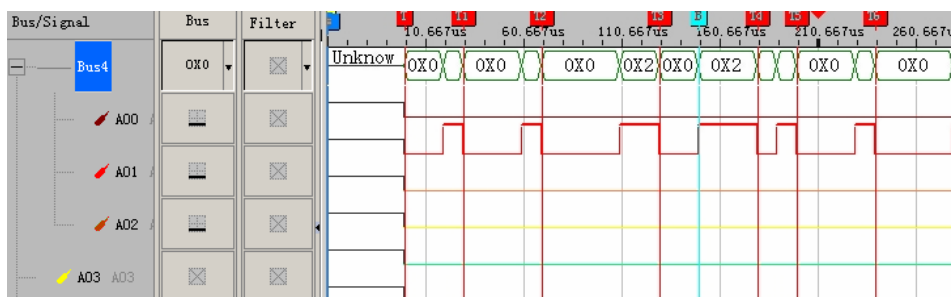 Bus/Signal Bus Filter T T1 T2 T3 B T4 T5 T6
10.667us 60.667us 110.667us 160.667us 210.667us 260.667us
Bus4 0X0 Unknow 0X0 0X0 0X0 0X2 0X0 0X2 0X0 0X0
A00
A01
A02
A03 A03